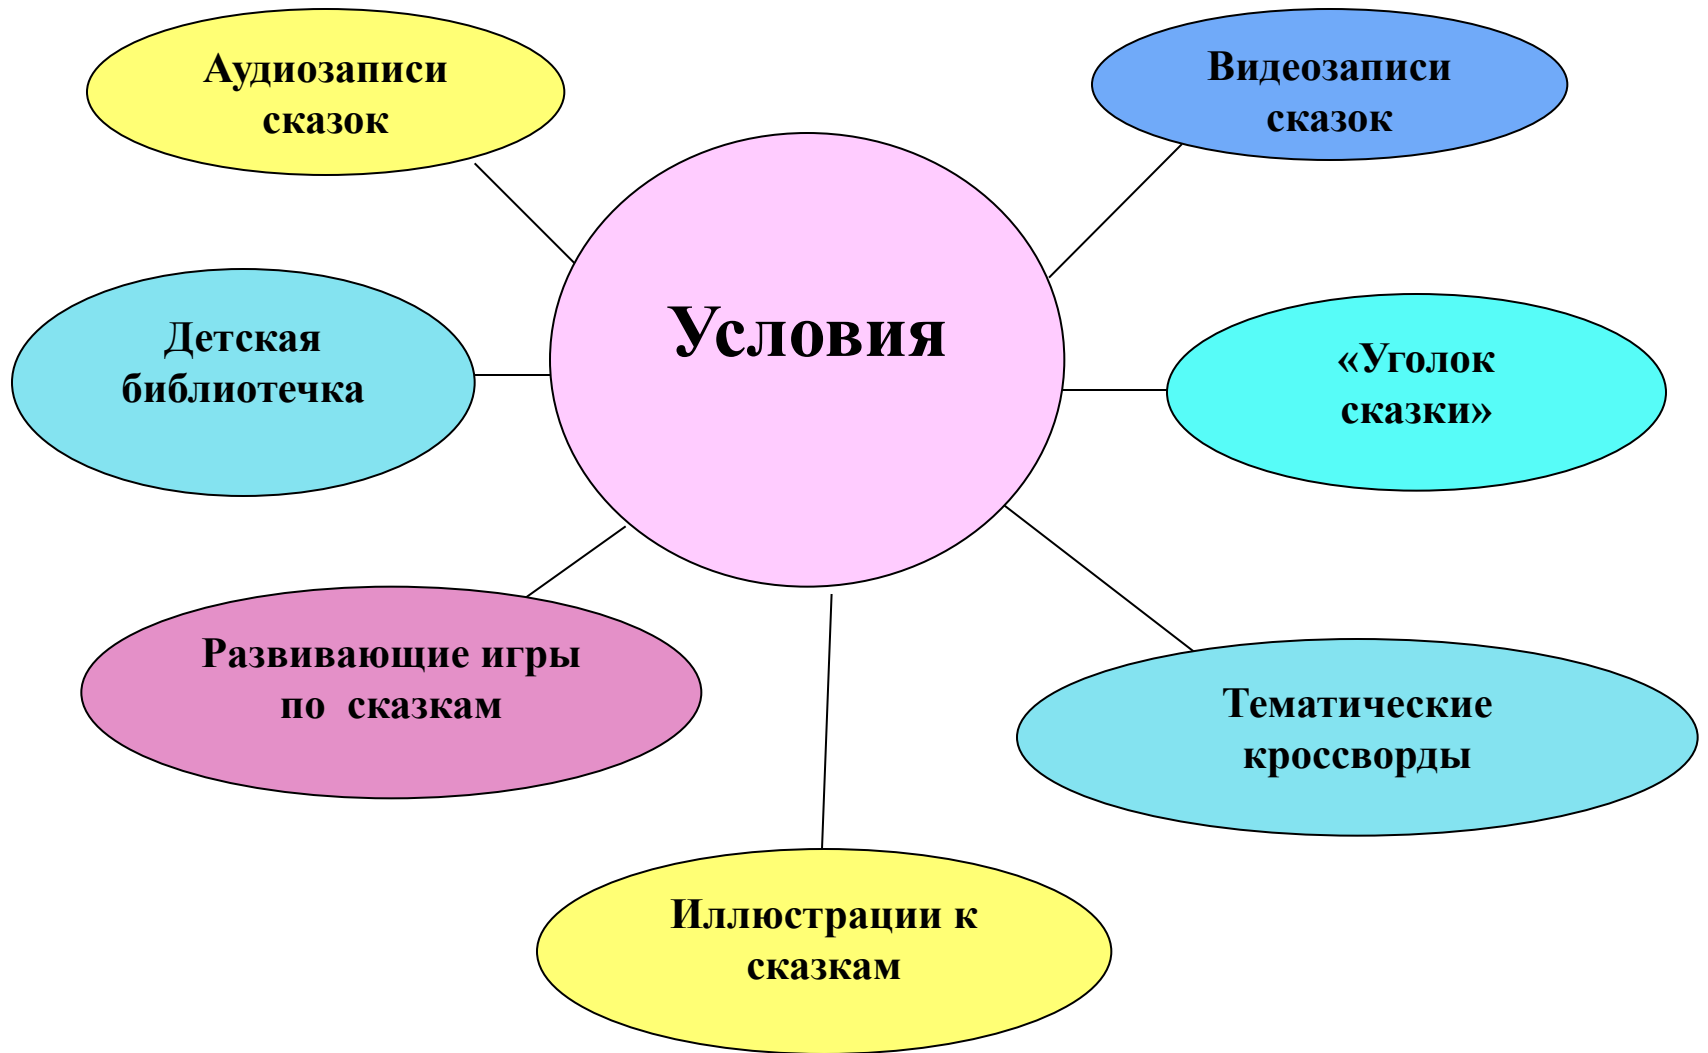 Аудиозаписи
сказок
Видеозаписи
сказок
Условия
Детская
библиотечка
«Уголок
сказки»
Развивающие игры
по  сказкам
Тематические
кроссворды
Иллюстрации к
сказкам